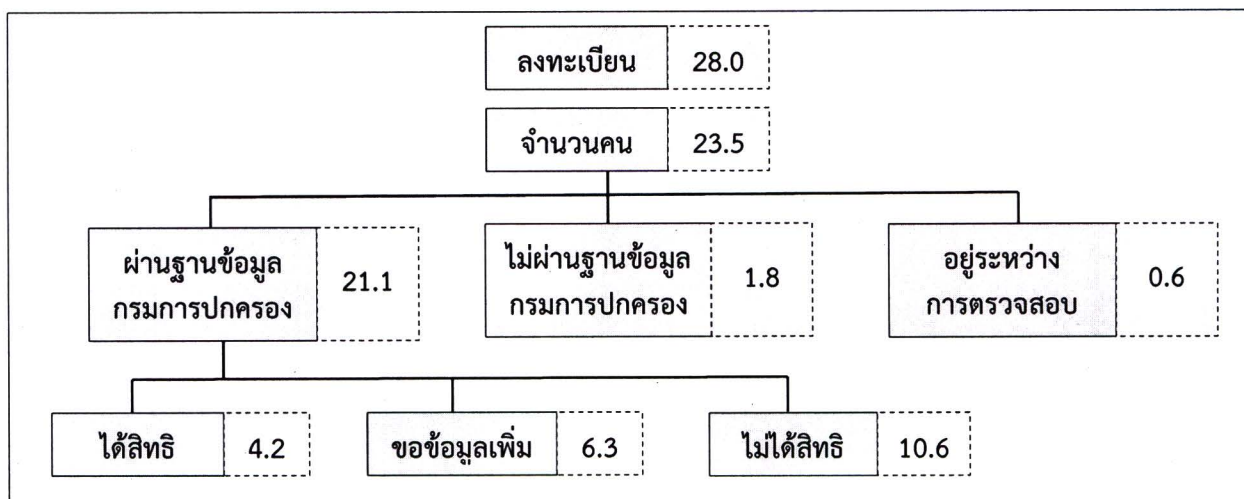 ลงทะเบียน 28.0
จำนวนคน 23.5
ผ่านฐานข้อมูล
กรมการปกครอง
21.1
ไม่ผ่านฐานข้อมูล
กรมการปกครอง
1.8
อยู่ระหว่าง
การตรวจสอบ
0.6
ได้สิทธิ 4.2
ขอข้อมูลเพิ่ม 6.3
ไม่ได้สิทธิ 10.6